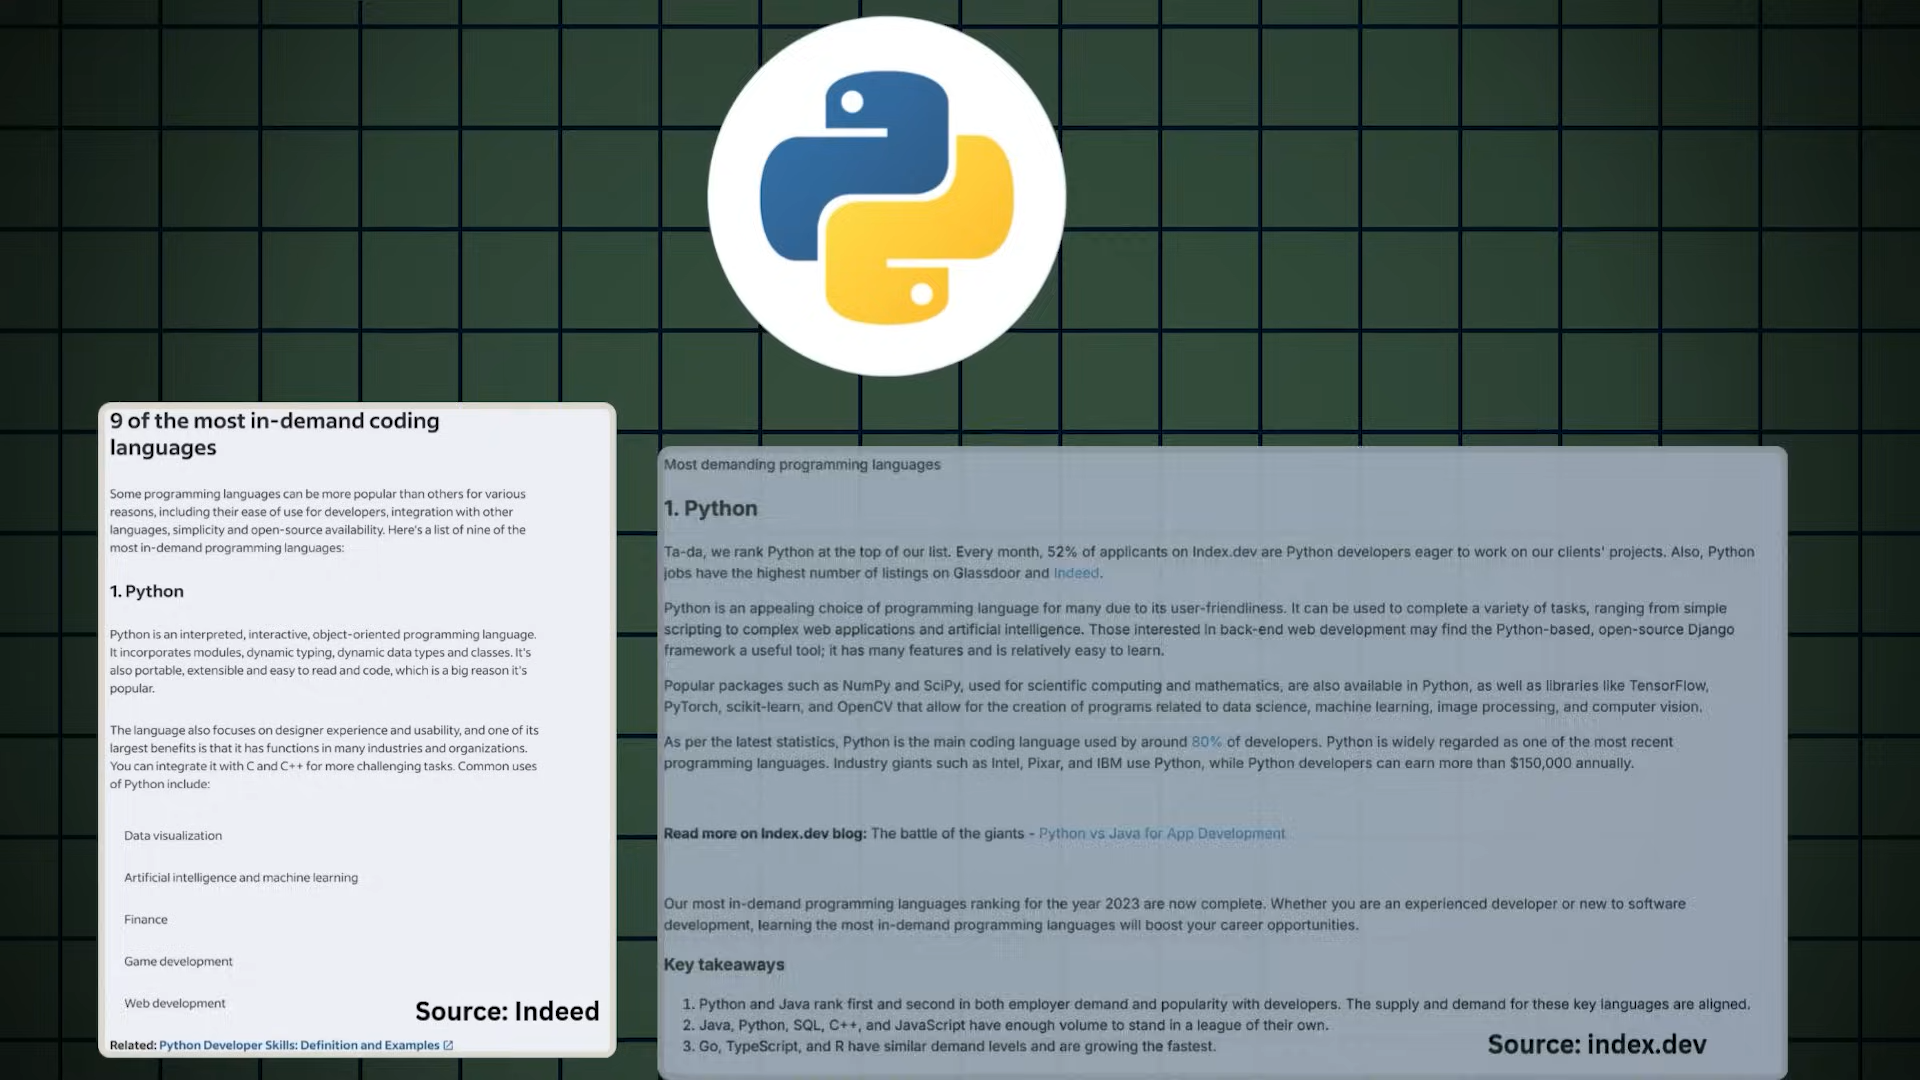 9 of the most in-demand coding
languages
Some programming languages can be more popular than others for various
reasons, including their ease of use for developers, integration with other
languages, simplicity and open-source availability. Here's a list of nine of the
most in-demand programming languages:
1. Python
Python is an interpreted, interactive, object-oriented programming language.
It incorporates modules, dynamic typing, dynamic data types and classes. It's
also portable, extensible and easy to read and code, which is a big reason it's
popular.
The language also focuses on designer experience and usability, and one of its
largest benefits is that it has functions in many industries and organizations.
You can integrate it with C and C++ for more challenging tasks. Common uses
of Python include:
Data visualization
Artificial intelligence and machine learning
Finance
Game development
Web development
Source: Indeed
Related: Python Developer Skills: Definition and Examples
Most demanding programming languages
1. Python
Ta-da, we rank Python at the top of our list. Every month, 52% of applicants on Index.dev are Python developers eager to work on our clients' projects. Also, Python
jobs have the highest number of listings on Glassdoor and Indeed.
Python is an appealing choice of programming language for many due to its user-friendliness. It can be used to complete a variety of tasks, ranging from simple
scripting to complex web applications and artificial intelligence. Those interested in back-end web development may find the Python-based, open-source Django
framework a useful tool; it has many features and is relatively easy to learn.
Popular packages such as NumPy and SciPy, used for scientific computing and mathematics, are also available in Python, as well as libraries like TensorFlow,
PyTorch, scikit-learn, and OpenCV that allow for the creation of programs related to data science, machine learning, image processing, and computer vision.
As per the latest statistics, Python is the main coding language used by around 80% of developers. Python is widely regarded as one of the most recent
programming languages. Industry giants such as Intel, Pixar, and IBM use Python, while Python developers can earn more than $150,000 annually.
Read more on Index.dev blog: The battle of the giants - Python vs Java for App Development
Our most in-demand programming languages ranking for the year 2023 are now complete. Whether you are an experienced developer or new to software
development, learning the most in-demand programming languages will boost your career opportunities.
Key takeaways
1. Python and Java rank first and second in both employer demand and popularity with developers. The supply and demand for these key languages are aligned.
2. Java, Python, SQL, C++, and JavaScript have enough volume to stand in a league of their own.
3. Go, TypeScript, and R have similar demand levels and are growing the fastest.
Source: index.dev